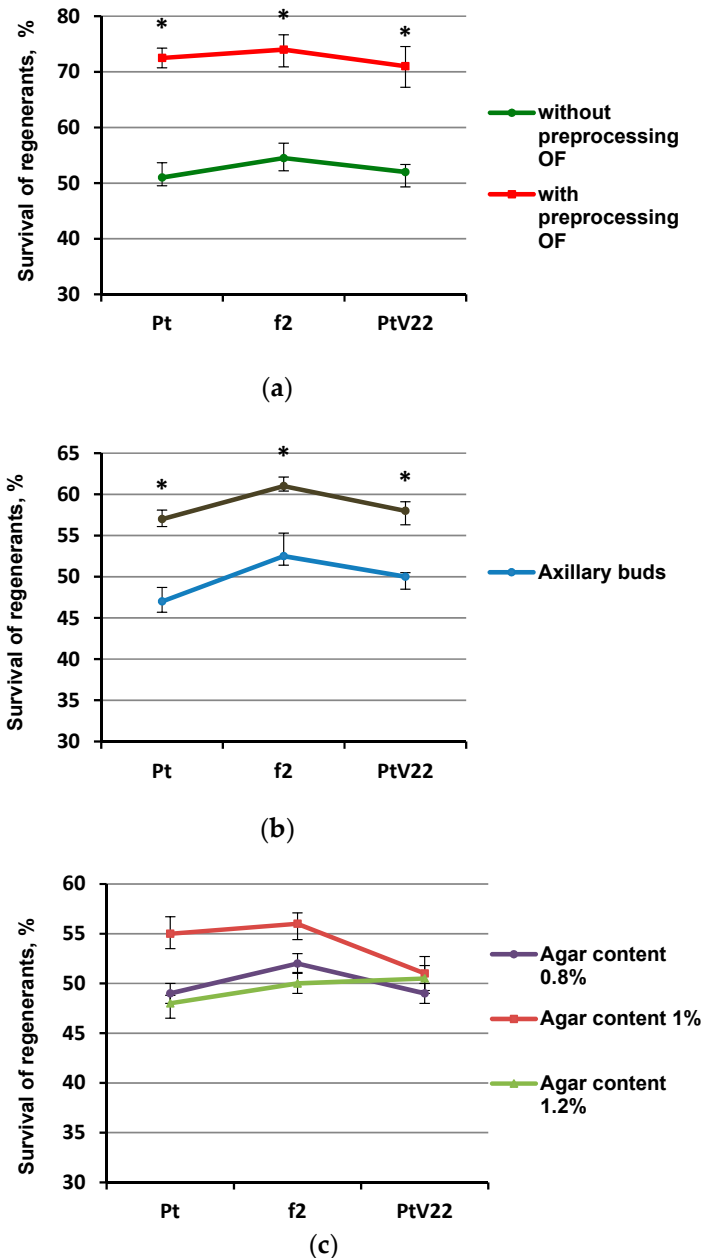 Survival of regenerants, %
80
70
60
50
40
30
* * *
Pt f2 PtV22
without
preprocessing
OF
with
preprocessing
OF
(a)
Survival of regenerants, %
65
60
55
50
45
40
35
30
* * *
Pt f2 PtV22
Axillary buds
(b)
Survival of regenerants, %
60
55
50
45
40
35
30
Pt f2 PtV22
Agar content
0.8%
Agar content 1%
Agar content
1.2%
(c)